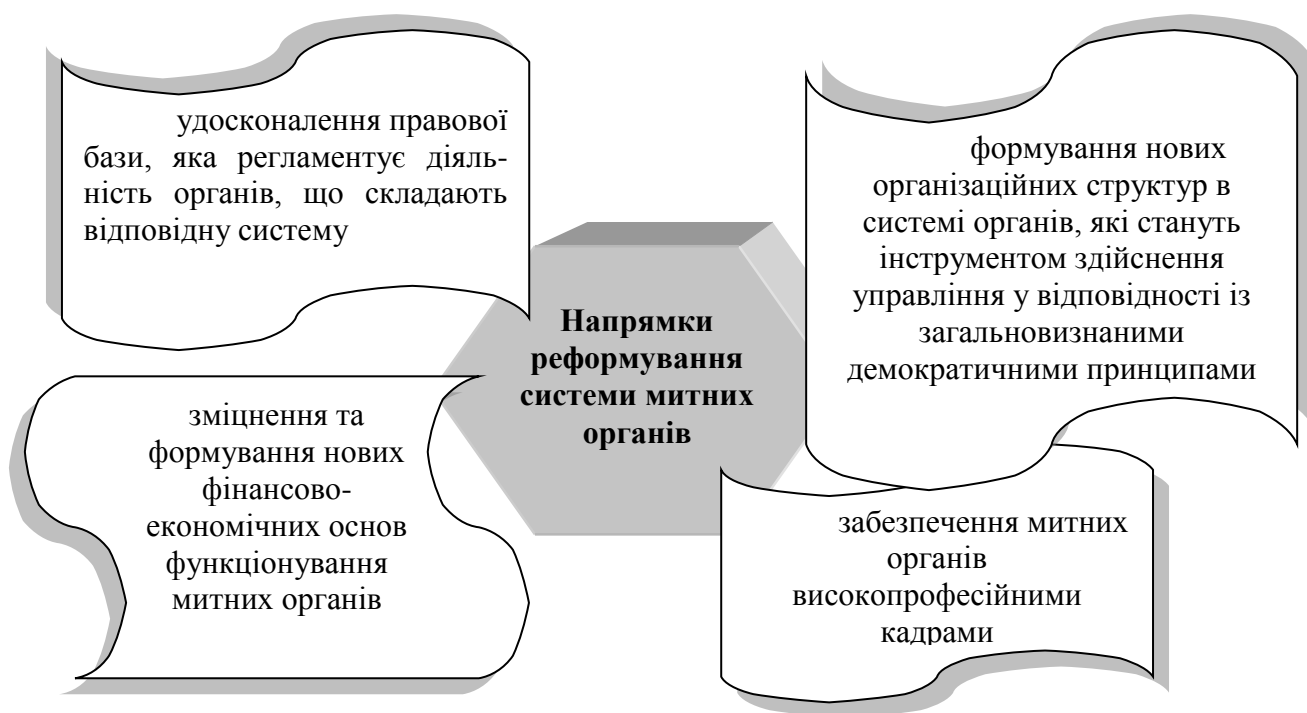 удосконалення правової
бази, яка регламентує діяль-
ність органів, що складають
відповідну систему
формування нових
організаційних структур в
системі органів, які стануть
інструментом здійснення
управління у відповідності із
загальновизнаними
демократичними принципами
Напрямки
реформування
системи митних
органів
зміцнення та
формування нових
фінансово-
економічних основ
функціонування
митних органів
забезпечення митних
органів
високопрофесійними
кадрами